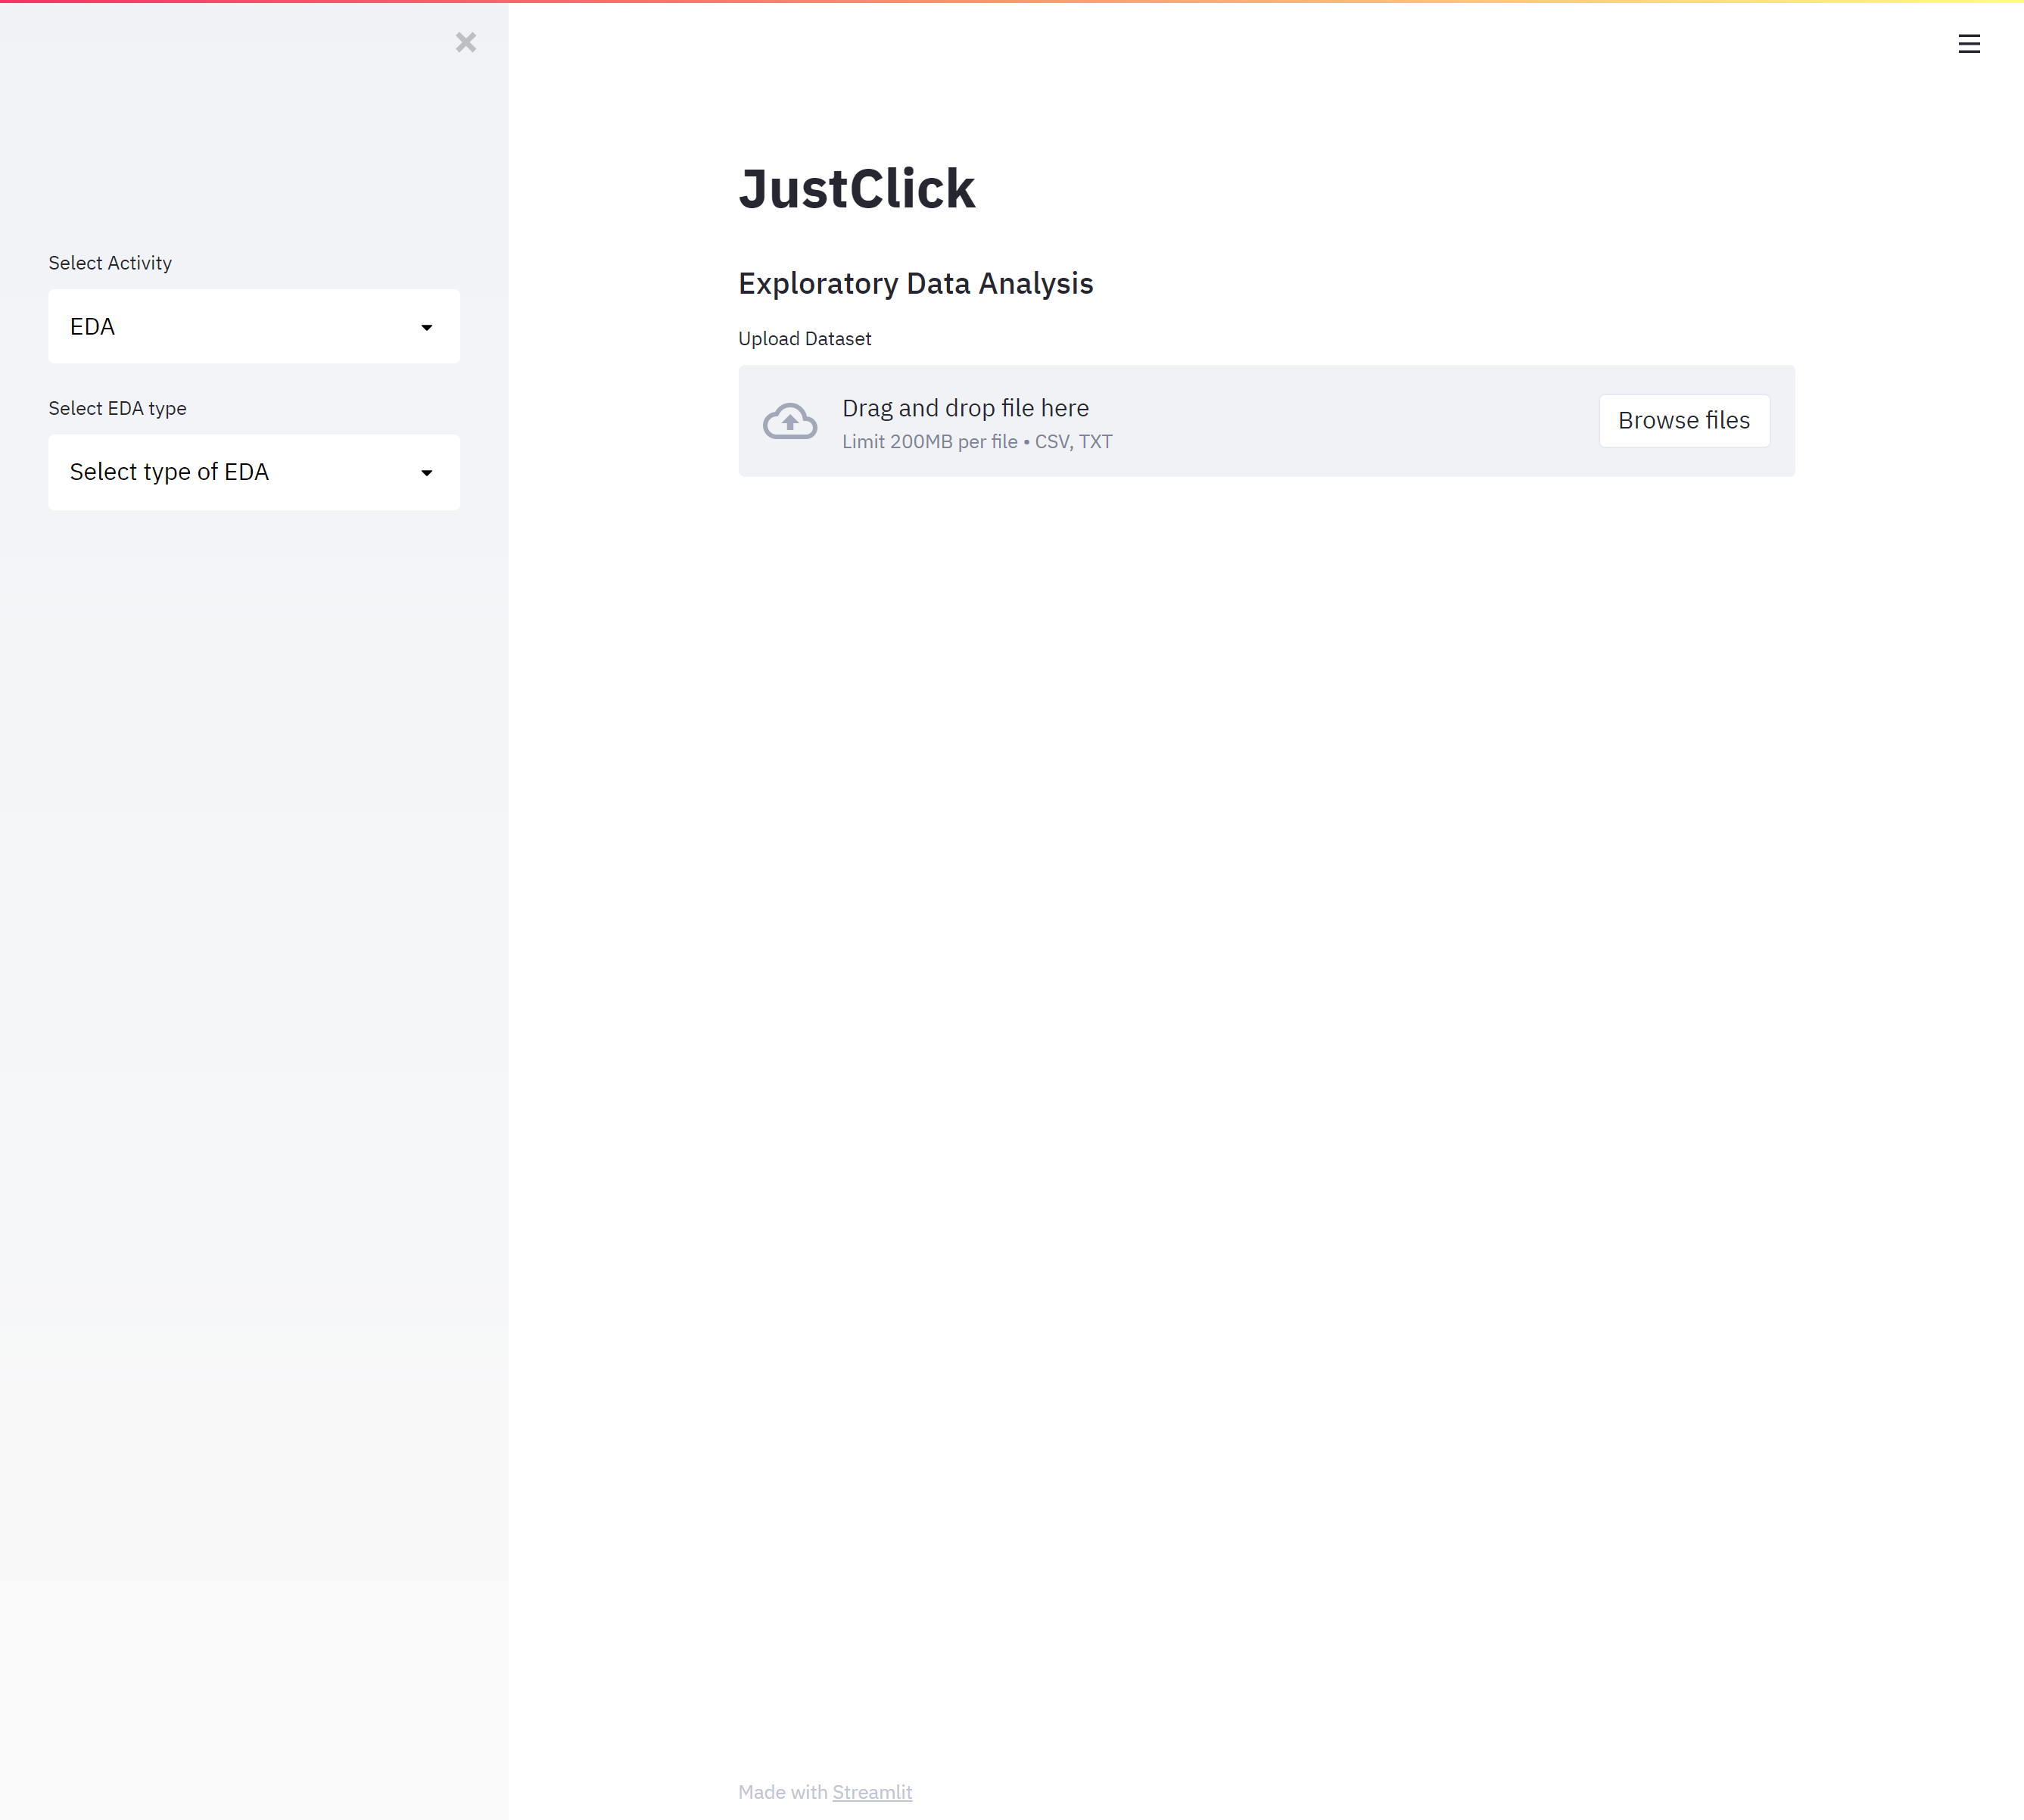 Select Activity
EDA
Select EDA type
Select type of EDA
JustClick
Exploratory Data Analysis
Upload Dataset
Drag and drop file here
Limit 200MB per file • CSV, TXT
Browse files
Made with Streamlit